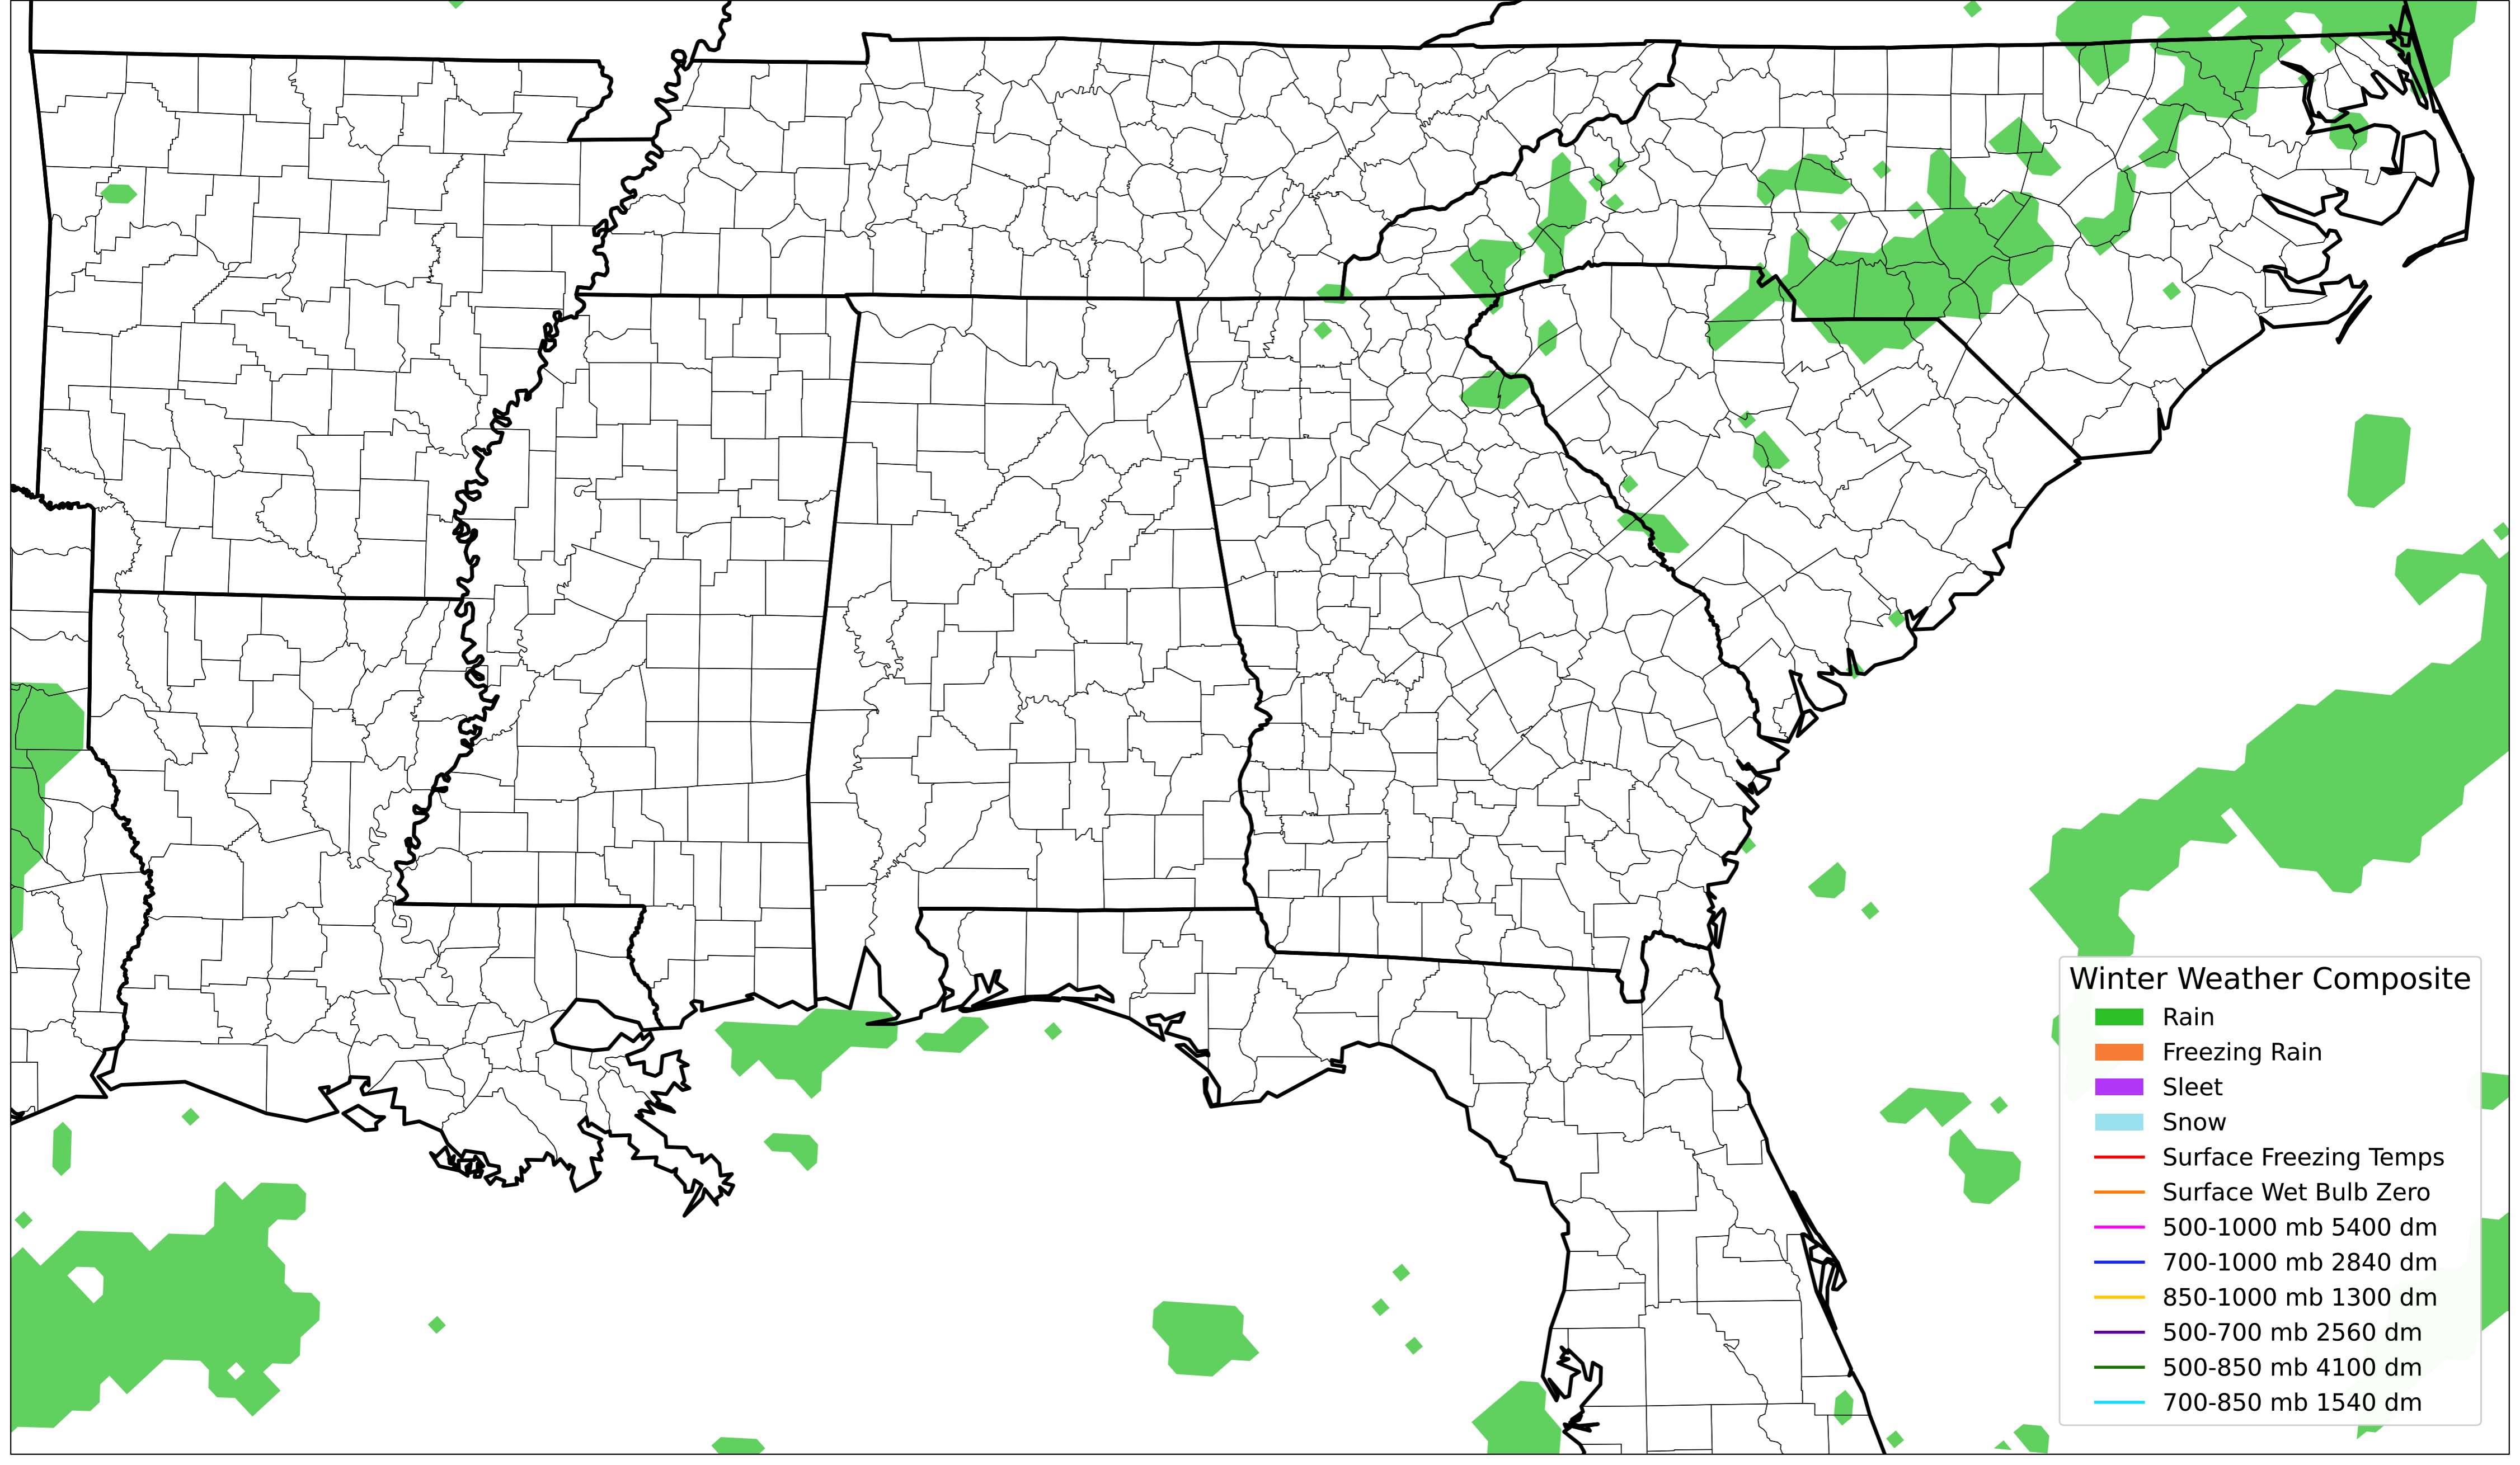 Winter Weather Composite
Rain
Freezing Rain
Sleet
Snow
Surface Freezing Temps
Surface Wet Bulb Zero
500-1000 mb 5400 dm
700-1000 mb 2840 dm
850-1000 mb 1300 dm
500-700 mb 2560 dm
500-850 mb 4100 dm
700-850 mb 1540 dm